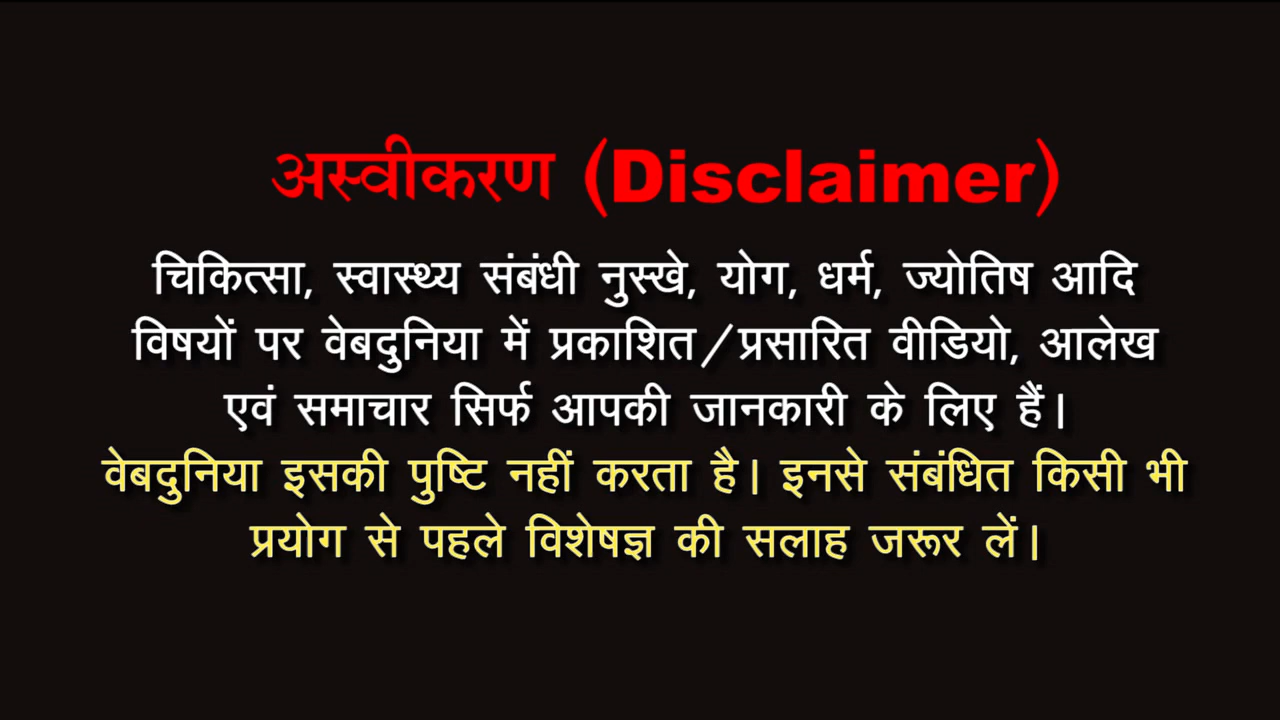 अस्वीकरण (Disclaimer)
चिकित्सा, स्वास्थ्य संबंधी नुस्खे, योग, धर्म, ज्योतिष आदि
विषयों पर वेबदुनिया में प्रकाशित/प्रसारित वीडियो, आलेख
एवं समाचार सिर्फ आपकी जानकारी के लिए हैं।
वेबदुनिया इसकी पुष्टि नहीं करता है। इनसे संबंधित किसी भी
प्रयोग से पहले विशेषज्ञ की सलाह जरूर लें।